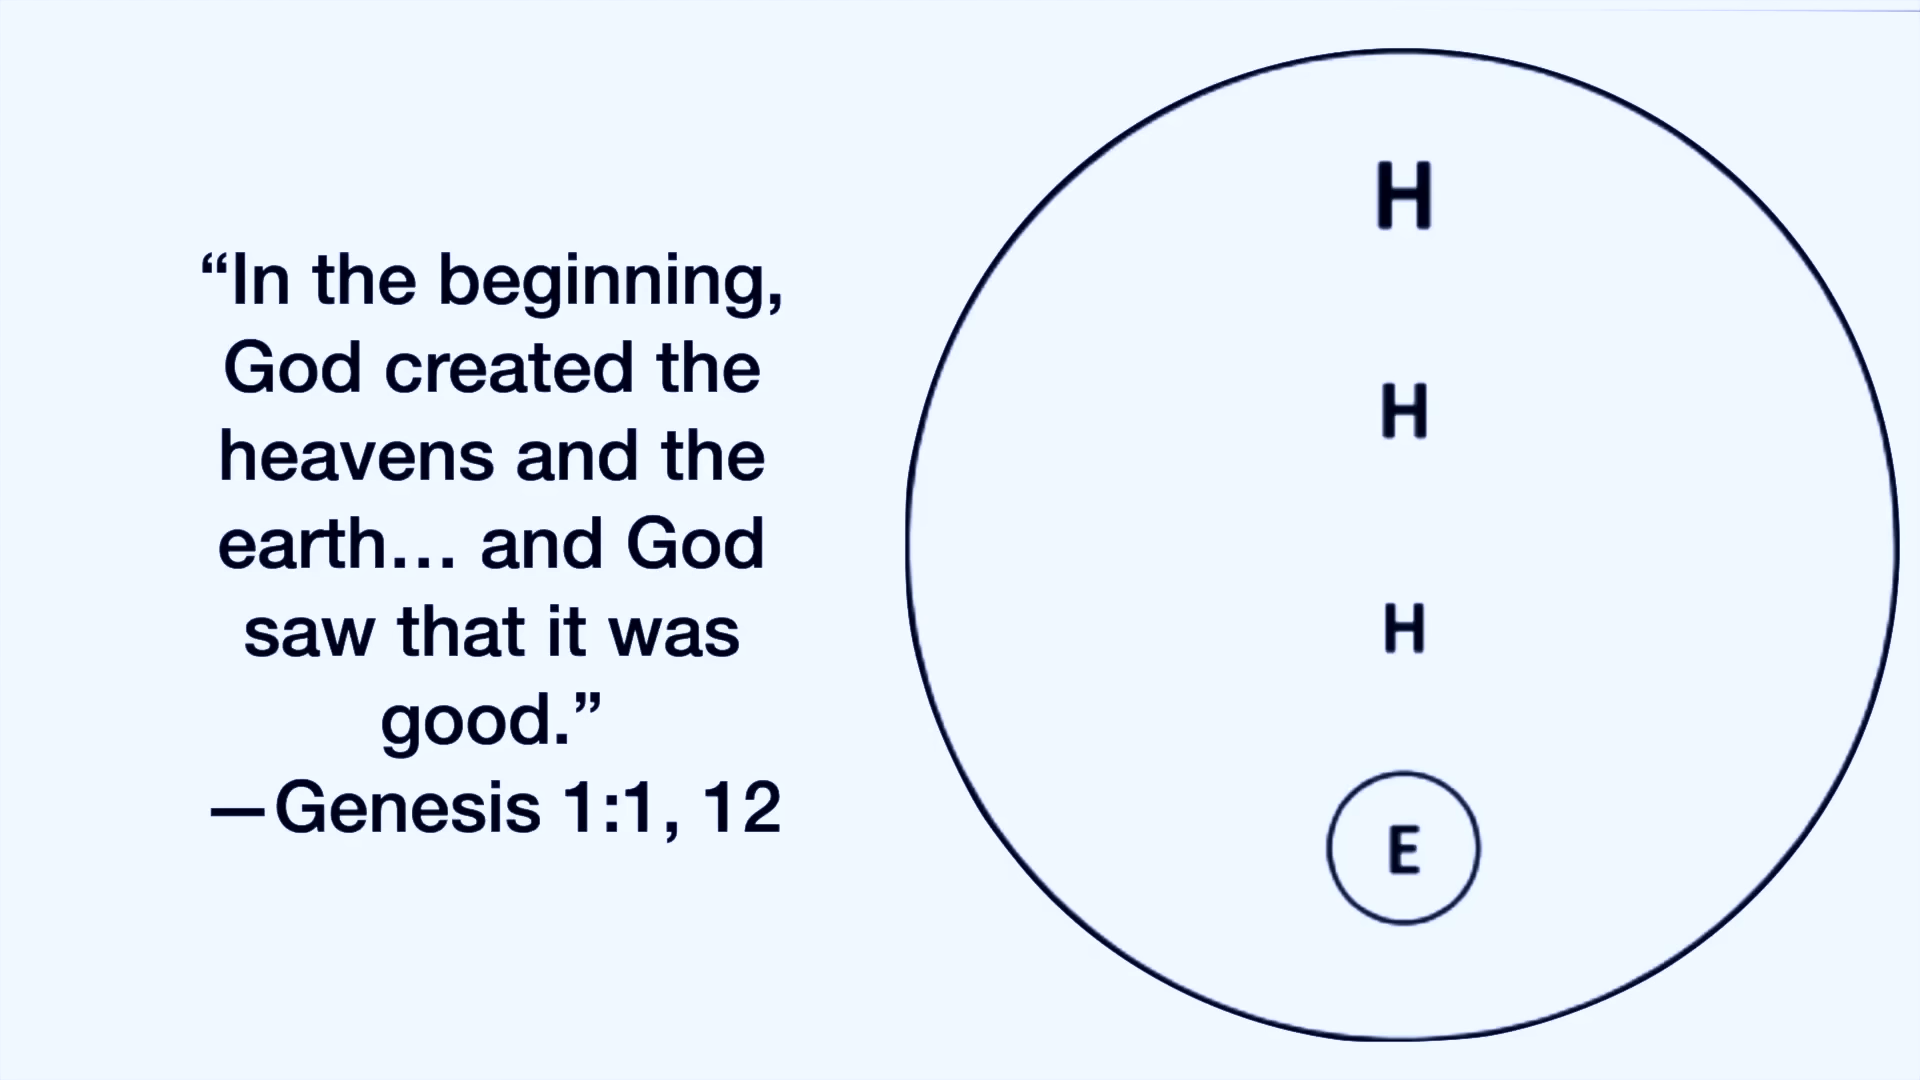 “In the beginning,
God created the
heavens and the
earth… and God
saw that it was
good.”
—Genesis 1:1, 12
H
H
H
E